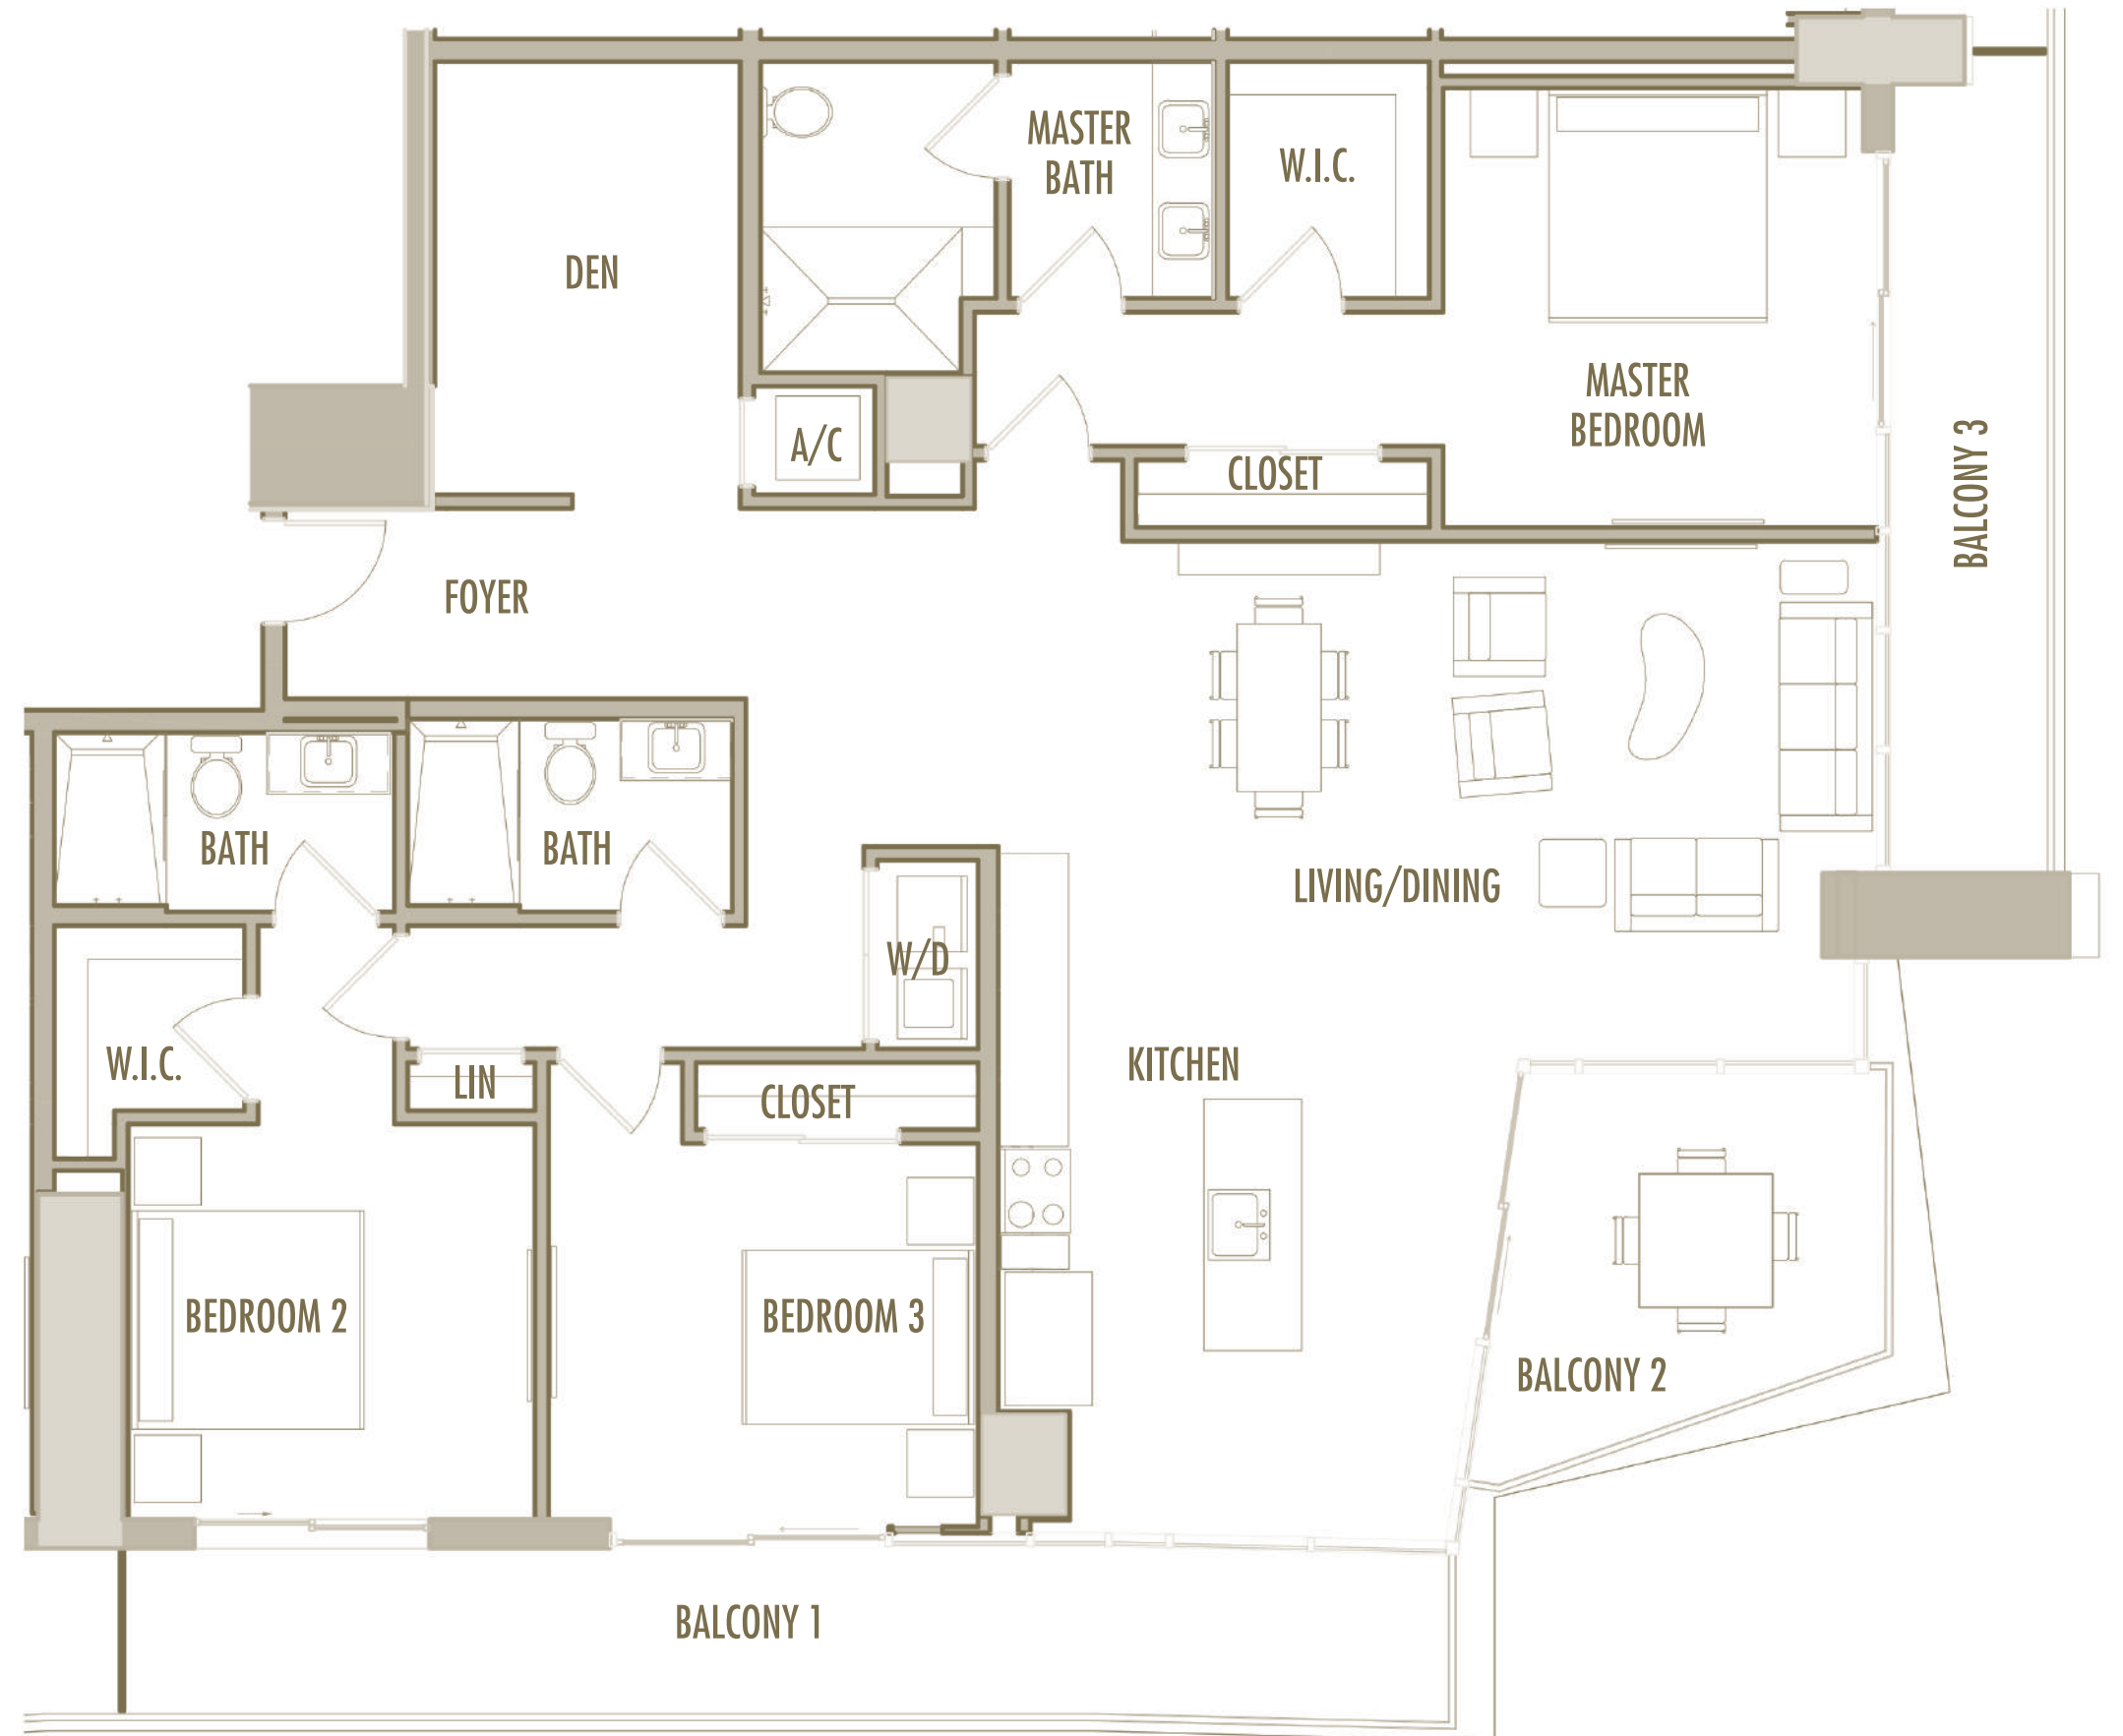 MASTER
BATH
W.I.C.
DEN
MASTER
BEDROOM
A/C
CLOSET
BALCONY 3
FOYER
BATH
BATH
LIVING/DINING
W/D
W.I.C.
LIN
CLOSET
KITCHEN
BEDROOM 2
BEDROOM 3
BALCONY 2
BALCONY 1